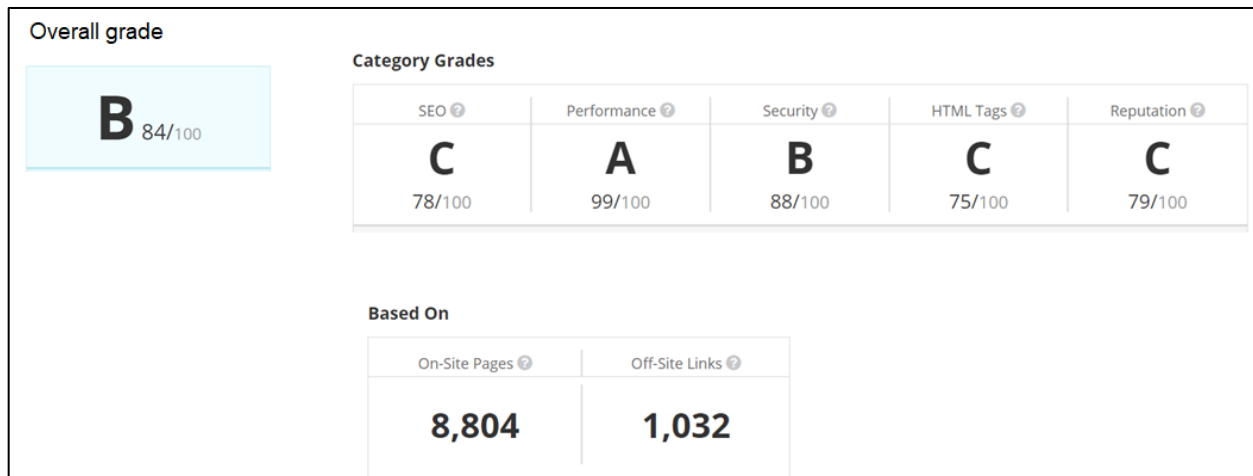 Overall grade
B 84/100
Category Grades
SEO Performance Security HTML Tags Reputation
C A B C C
78/100 99/100 88/100 75/100 79/100
Based On
On-Site Pages Off-Site Links
8,804 1,032